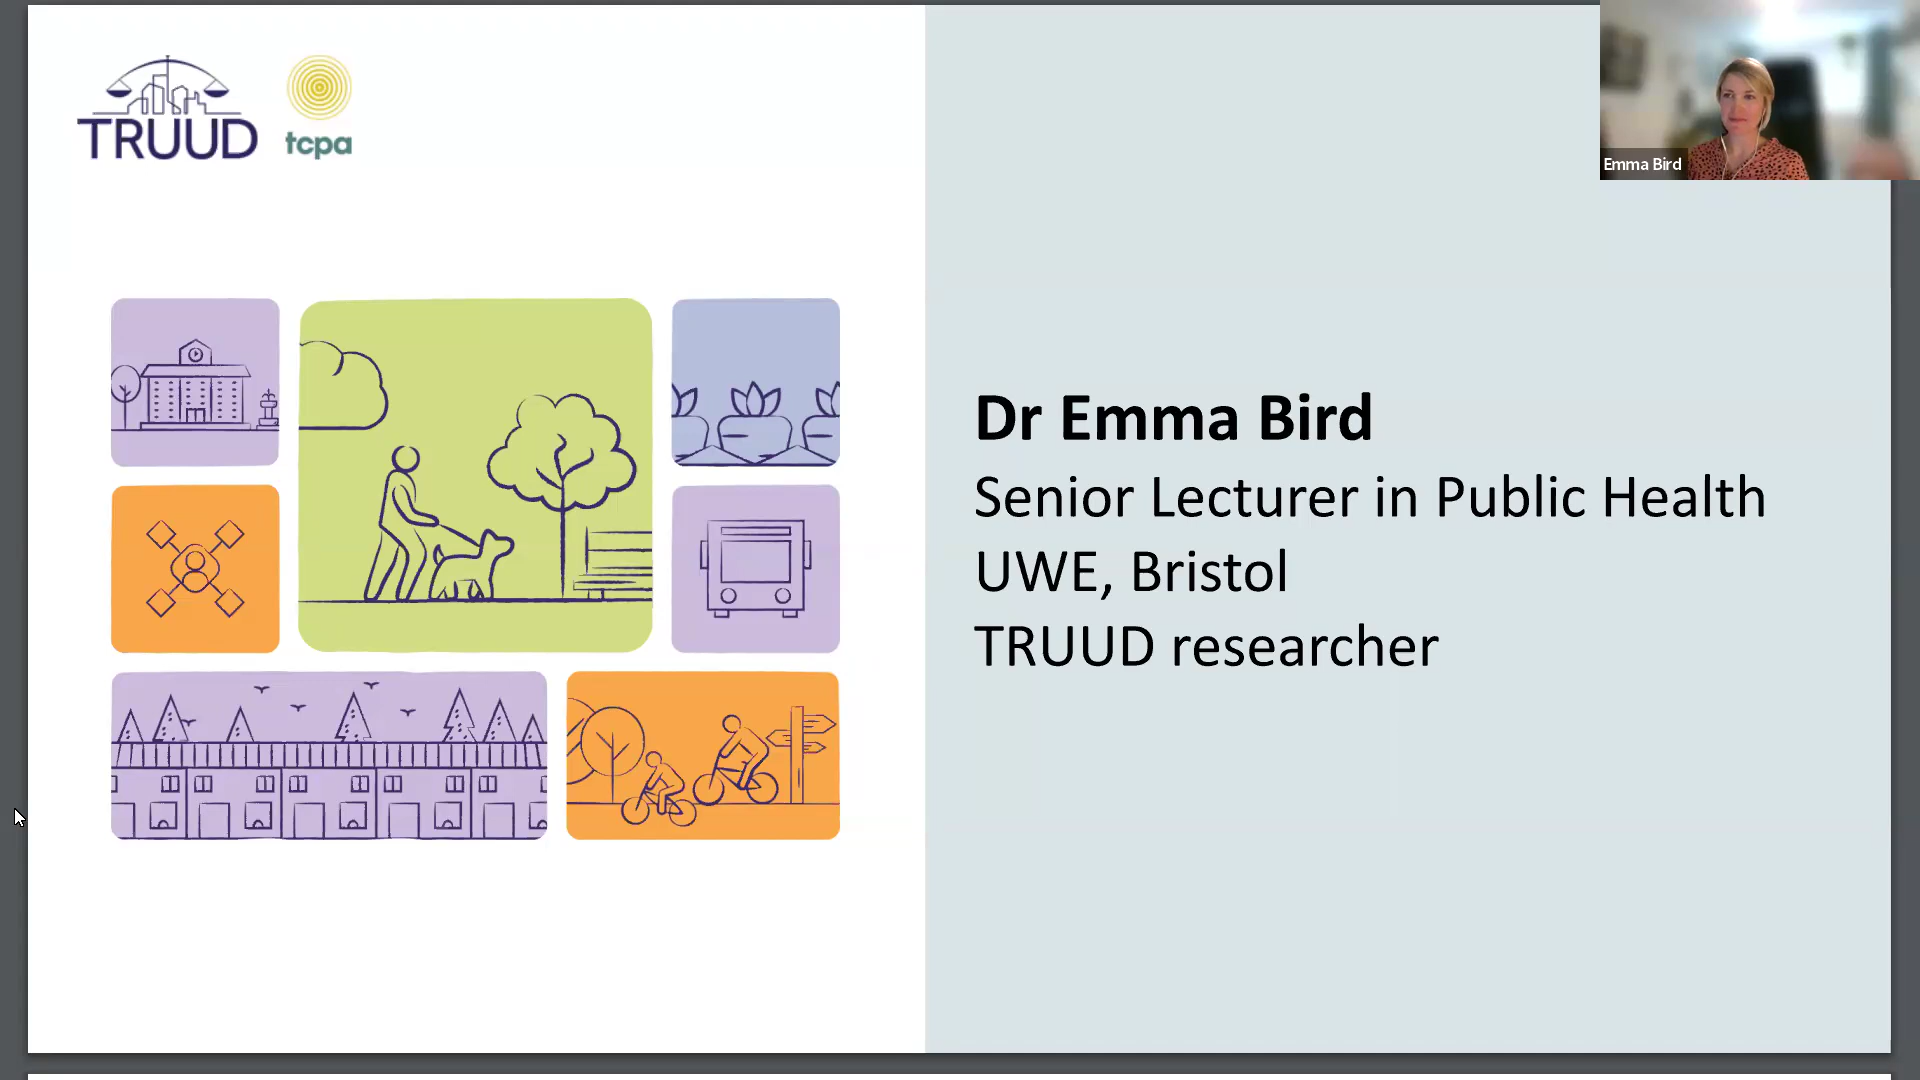 TRUUD
tcpa
Emma Bird
Dr Emma Bird
Senior Lecturer in Public Health
UWE, Bristol
TRUUD researcher